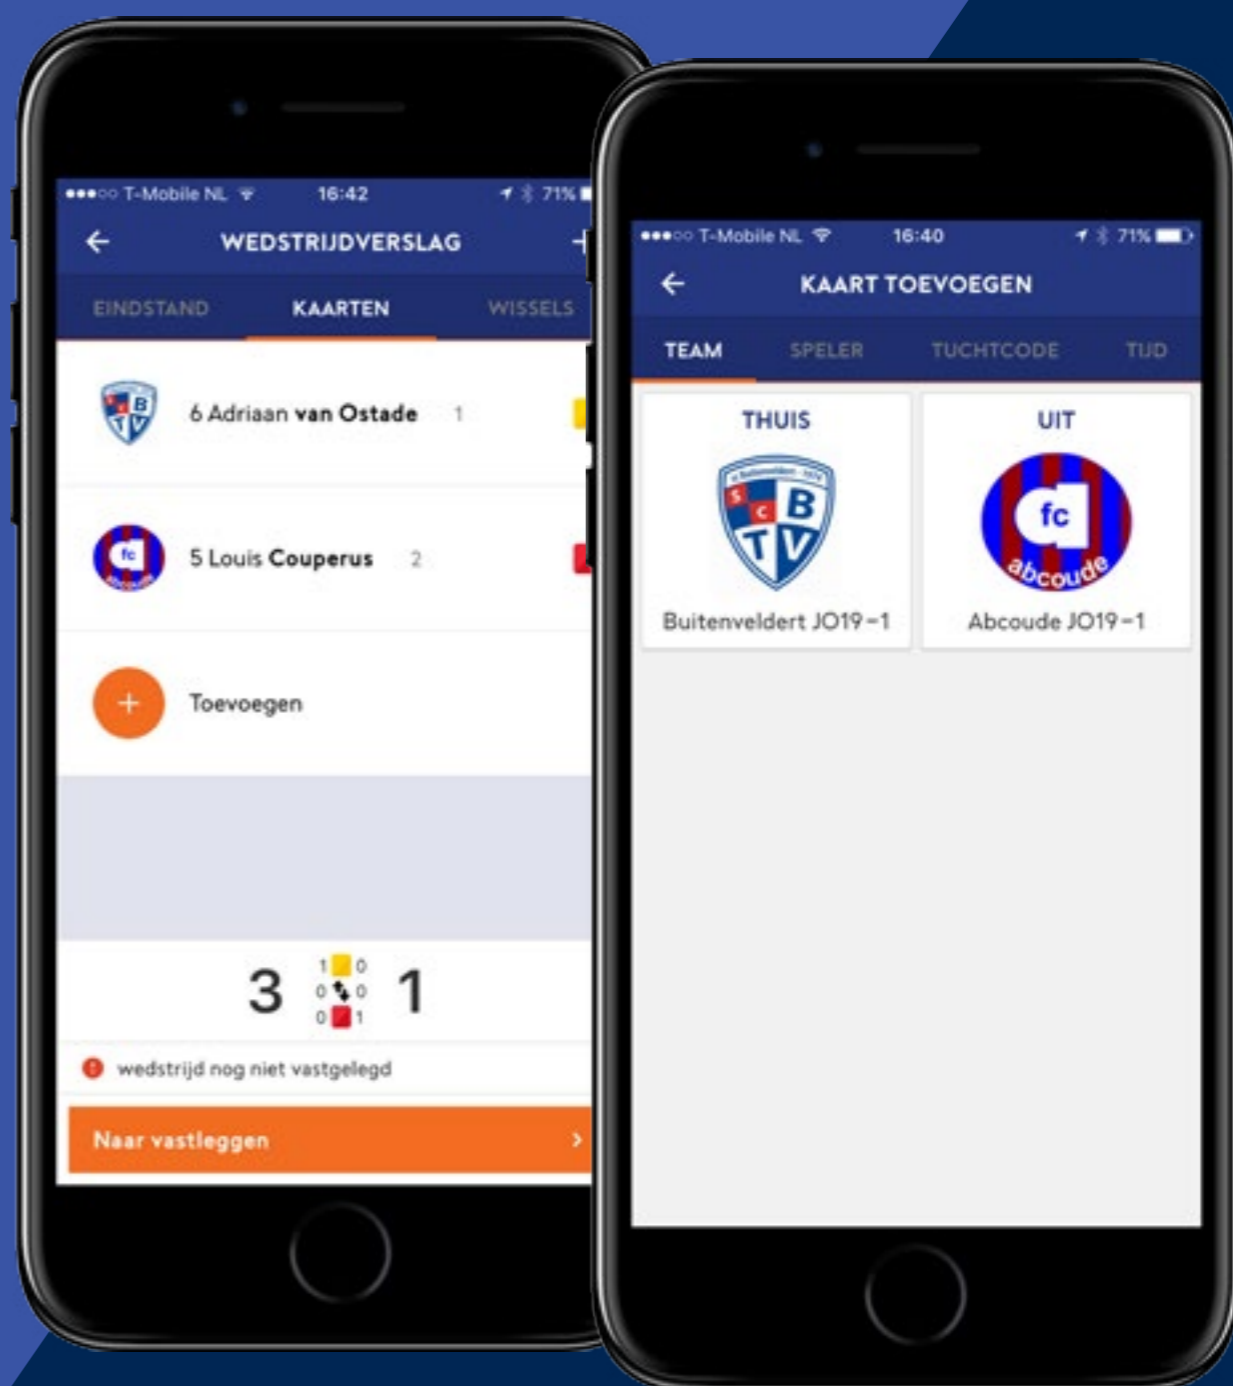 T-Mobile NL 16:42 71%
WEDSTRIJDVERSLAG
EINDSTAND KAARTEN WISSELS
6 Adriaan van Ostade 1
S
B
C
T V
5 Louis Couperus 2
fc
abcoude
+ Toevoegen
3 1 0 1
0 0
0 1
wedstrijd nog niet vastgelegd
Naar vastleggen >
T-Mobile NL 16:40 71%
KAART TOEVOEGEN
TEAM SPELER TUCHTCODE TIJD
THUIS UIT
S B
C
T V
fc
abcoude
Buitenveldert JO19-1 Abcoude JO19-1